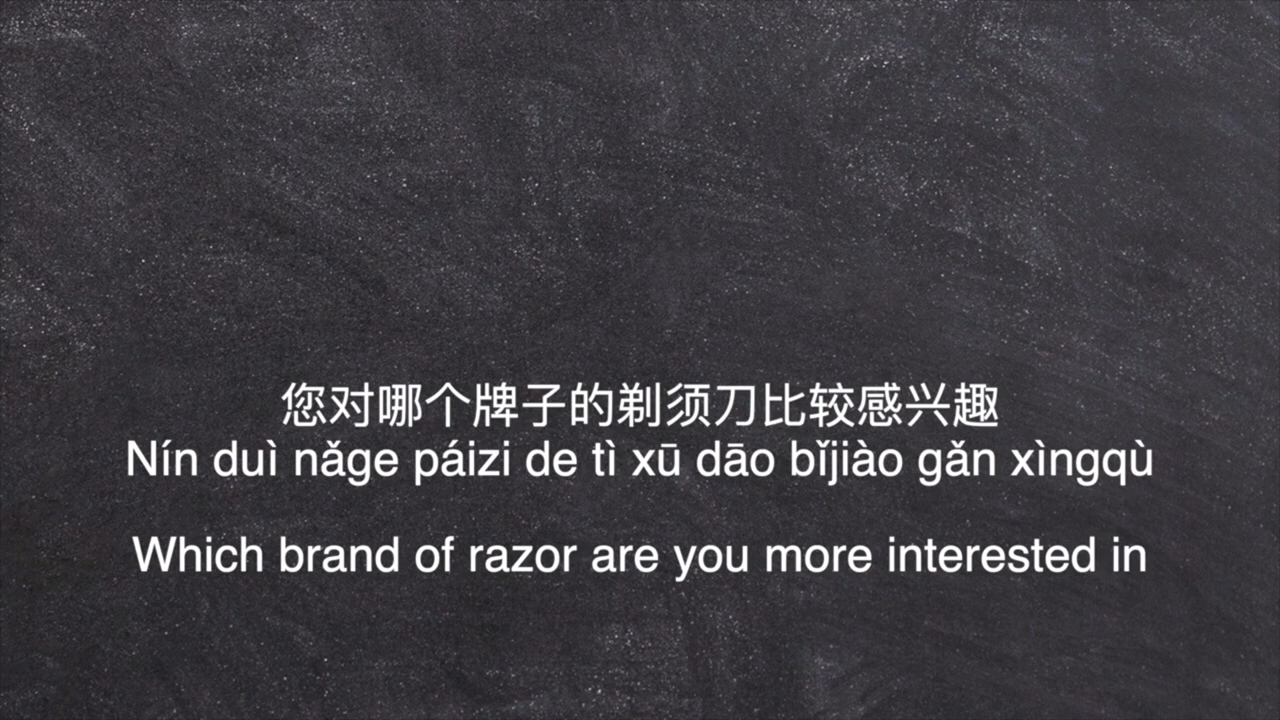 您对哪个牌子的剃须刀比较感兴趣
Nín duì nǎge páizi de tì xū dāo bǐjiào gǎn xìngqù
Which brand of razor are you more interested in